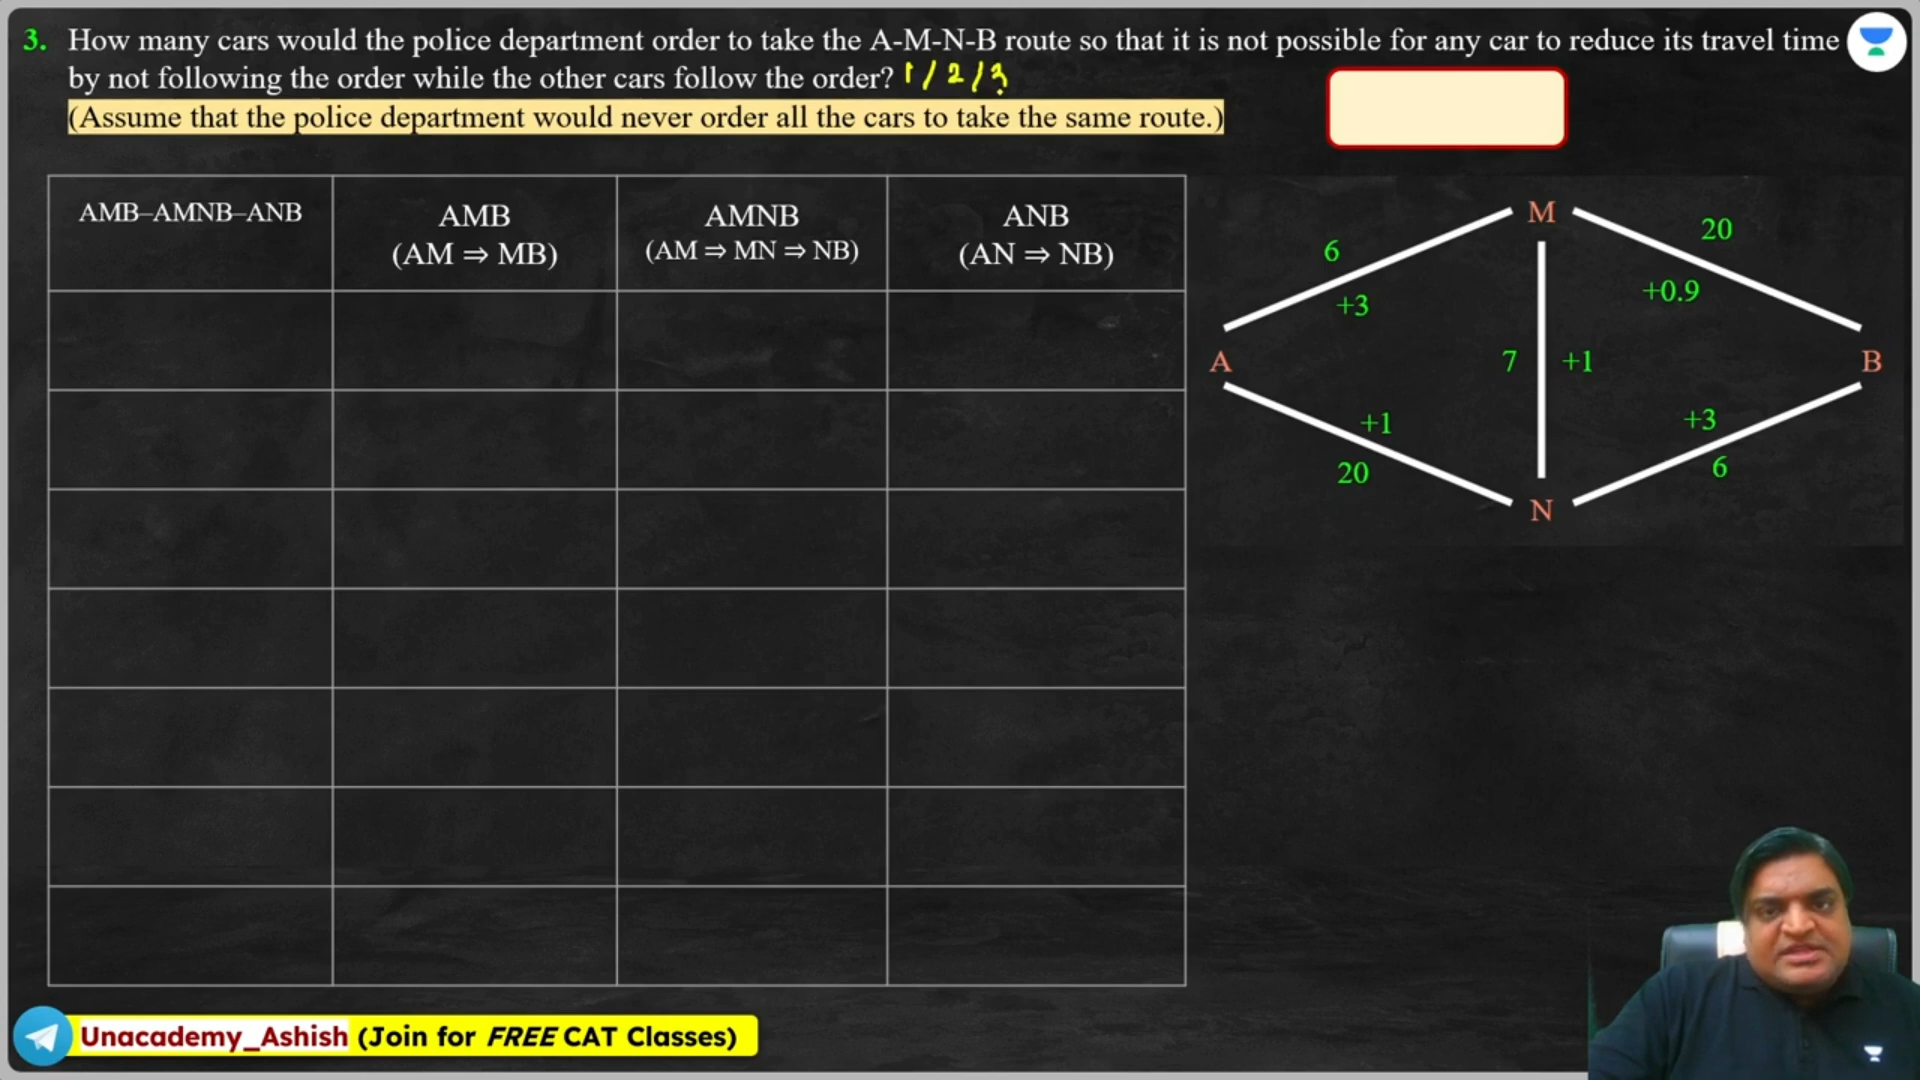 3. How many cars would the police department order to take the A-M-N-B route so that it is not possible for any car to reduce its travel time
by not following the order while the other cars follow the order? 1/2/3
(Assume that the police department would never order all the cars to take the same route.)
AMB–AMNB–ANB
AMB
(AM ⇒ MB)
AMNB
(AM ⇒ MN ⇒ NB)
ANB
(AN ⇒ NB)
M
6
20
+3
+0.9
A
7
+1
B
+1
+3
20
6
N
Unacademy_Ashish (Join for FREE CAT Classes)